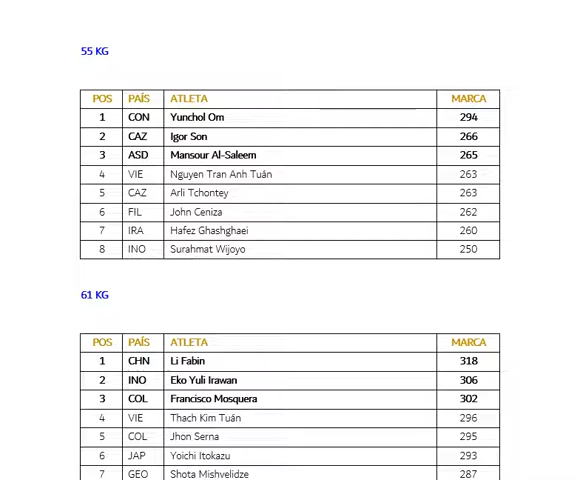 55 KG
POS PAÍS ATLETA MARCA
1 CON Yunchol Om 294
2 CAZ Igor Son 266
3 ASD Mansour Al-Saleem 265
4 VIE Nguyen Tran Anh Tuán 263
5 CAZ Arli Tchontey 263
6 FIL John Ceniza 262
7 IRA Hafez Ghashghaei 260
8 INO Surahmat Wijoyo 250
61 KG
POS PAÍS ATLETA MARCA
1 CHN Li Fabin 318
2 INO Eko Yuli Irawan 306
3 COL Francisco Mosquera 302
4 VIE Thach Kim Tuán 296
5 COL Jhon Serna 295
6 JAP Yoichi Itokazu 293
7 GEO Shota Mishvelidze 287